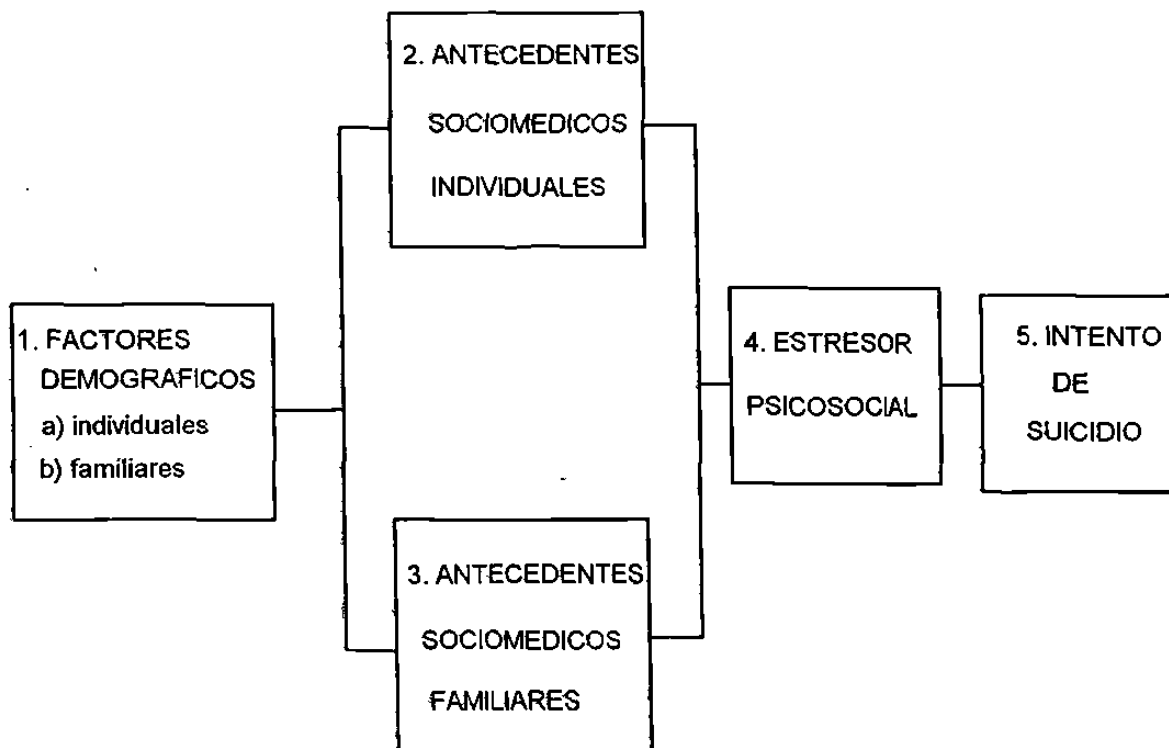 2. ANTECEDENTES
SOCIOMEDICOS
INDIVIDUALES
1. FACTORES
DEMOGRAFICOS
a) individuales
b) famíliares
4. ESTRESOR
PSICOSOCIAL
5. INTENTO
DE
SUICIDIO
3. ANTECEDENTES
SOCIOMEDICOS
FAMILIARES